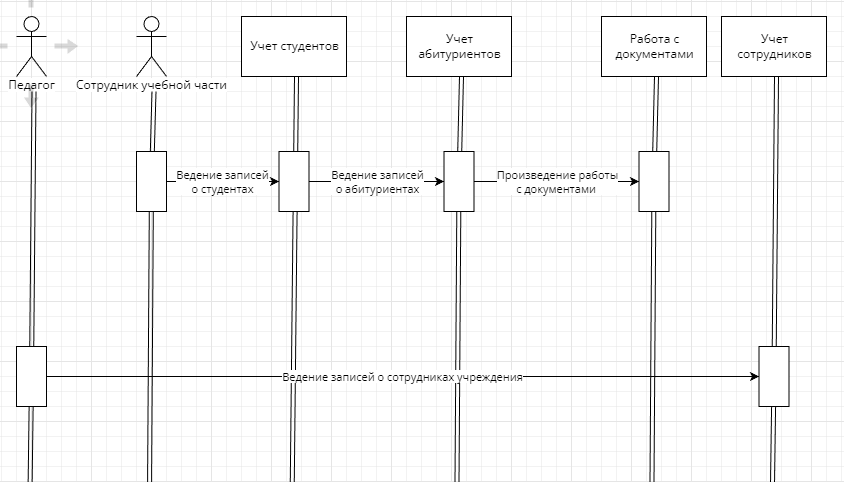 Педагог
Сотрудник учебной части
Учет студентов
Учет
абитуриентов
Работа с
документами
Учет
сотрудников
Ведение записей
о студентах
Ведение записей
о абитуриентах
Произведение работы
с документами
Ведение записей о сотрудниках учреждения